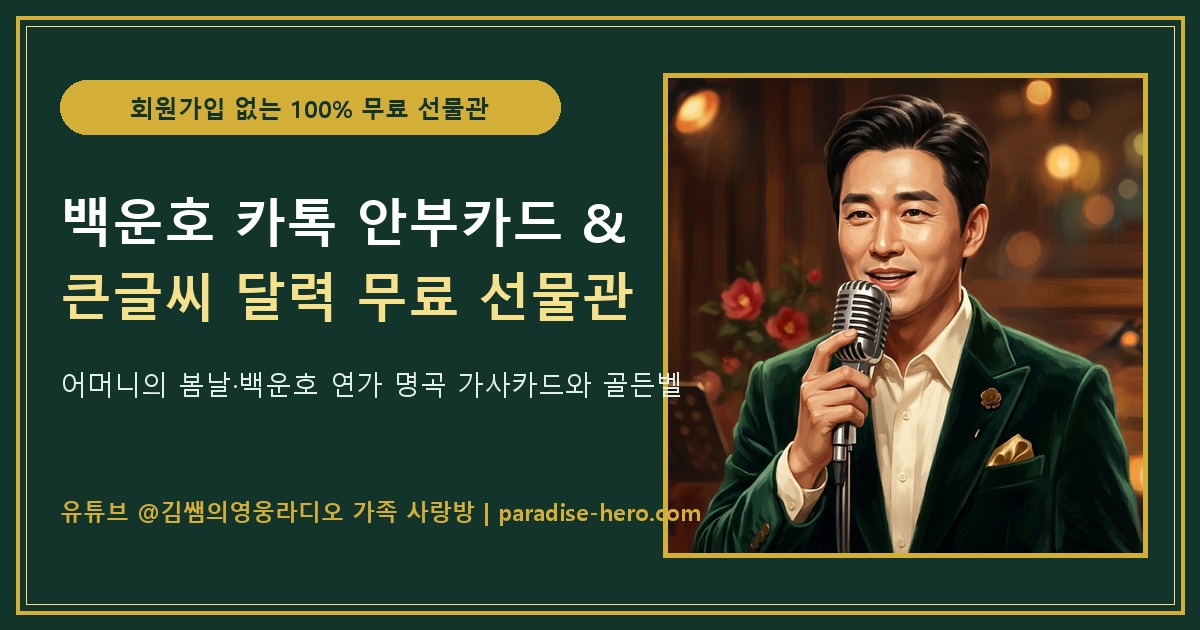 회원가입 없는 100% 무료 선물관
백운호 카톡 안부카드 &
큰글씨 달력 무료 선물관
어머니의 봄날·백운호 연가 명곡 가사카드와 골든벨
유튜브 @김쌤의영웅라디오 가족 사랑방 | paradise-hero.com